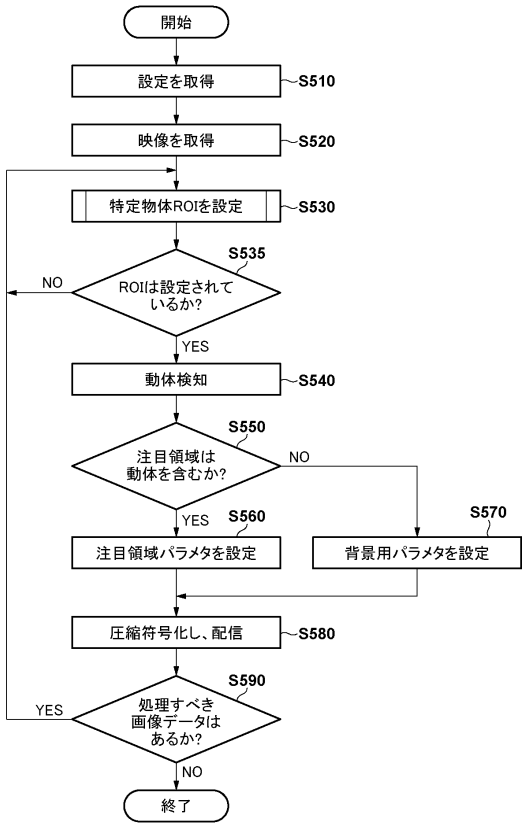 開始
設定を取得
S510
映像を取得
S520
特定物体ROIを設定
S530
S535
ROIは設定されて
いるか?
NO
YES
動体検知
S540
S550
注目領域は
動体を含むか?
NO
YES
S560
注目領域パラメタを設定
S570
背景用パラメタを設定
圧縮符号化し、配信
S580
S590
処理すべき
画像データは
あるか?
YES
NO
終了